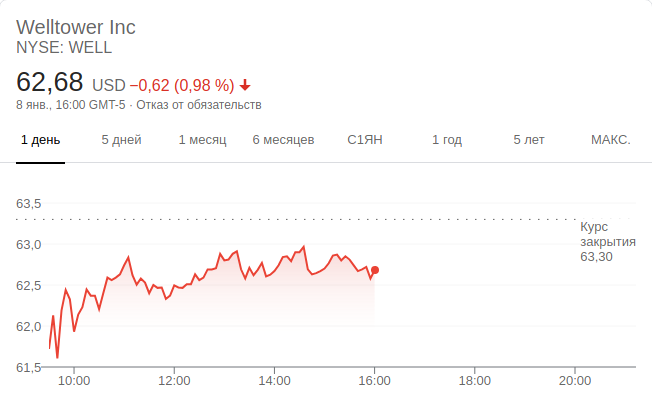 Welltower Inc
NYSE: WELL
62,68 USD −0,62 (0,98 %)
8 янв., 16:00 GMT-5 · Отказ от обязательств
1 день 5 дней 1 месяц 6 месяцев С1ЯН 1 год 5 лет МАКС.
63,5
Курс
закрытия
63,30
63,0
62,5
62,0
61,5
10:00 12:00 14:00 16:00 18:00 20:00